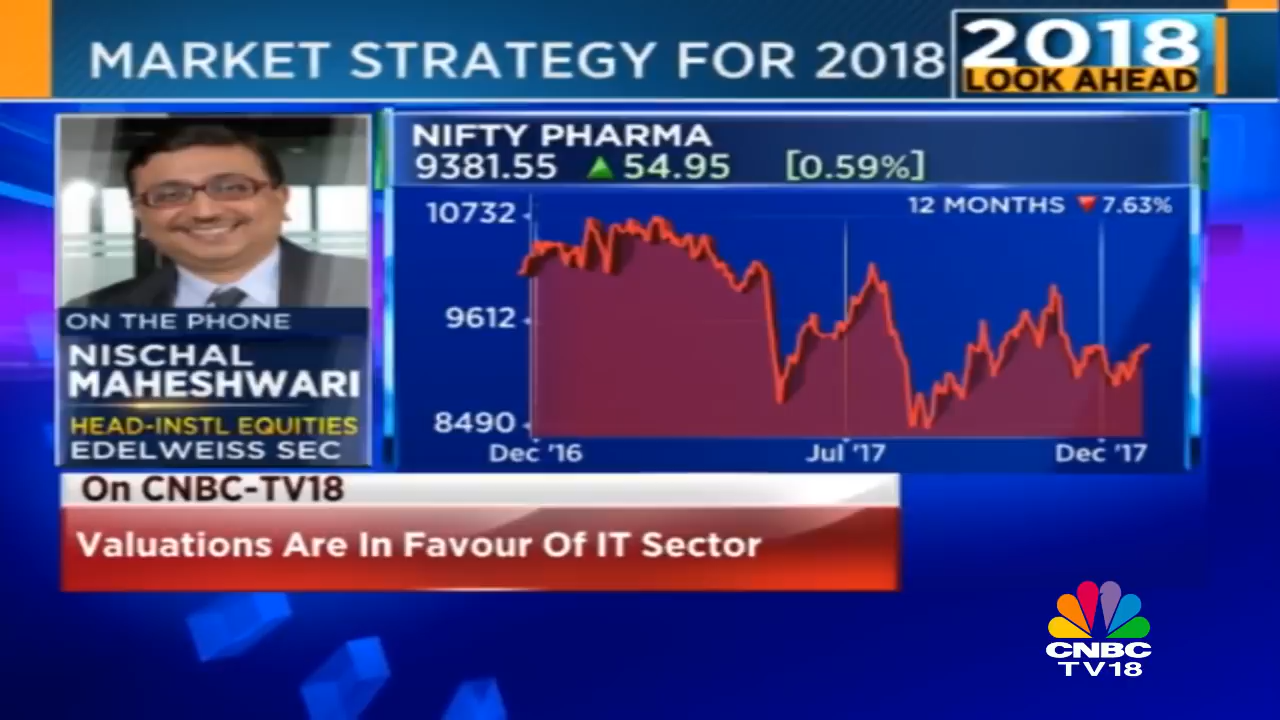 MARKET STRATEGY FOR 2018
2018
LOOK AHEAD
NIFTY PHARMA
9381.55 ▲ 54.95 [0.59%]
12 MONTHS ▼ 7.63%
10732
9612
8490
Dec '16 Jul '17 Dec '17
ON THE PHONE
NISCHAL
MAHESHWARI
HEAD-INSTL EQUITIES
EDELWEISS SEC
On CNBC-TV18
Valuations Are In Favour Of IT Sector
CNBC
TV18